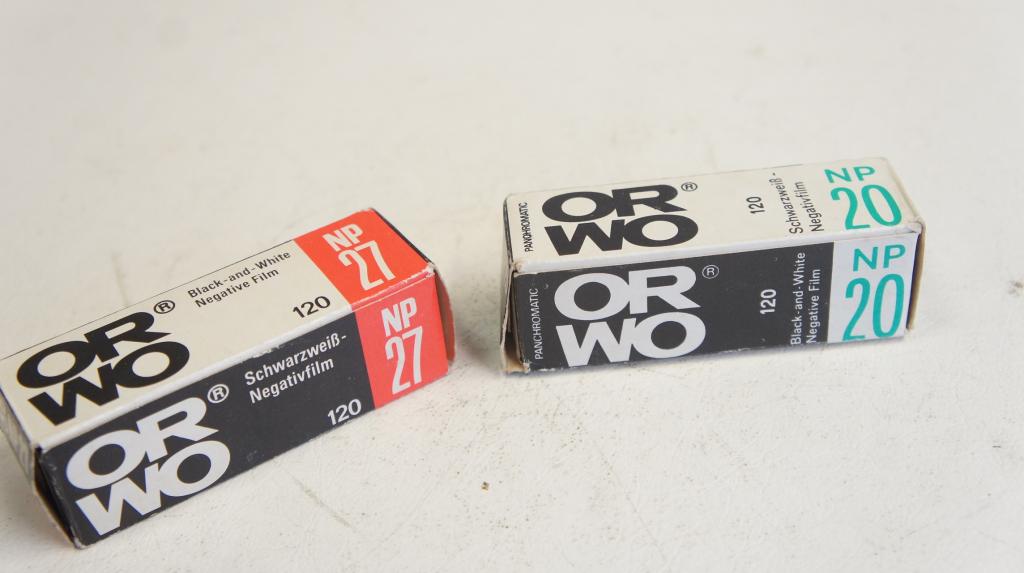 OR
WO ®
Black-and-White
Negative Film
120
NP
27
OR
WO ®
Schwarzweiß-
Negativfilm
120
NP
27
PANCHROMATIC
OR
WO ®
120
Schwarzweiß-
Negativfilm
NP
20
PANCHROMATIC
OR
WO ®
120
Black-and-White
Negative Film
NP
20